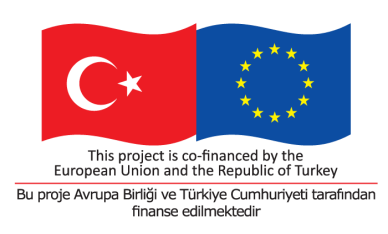 This project is co-financed by the
European Union and the Republic of Turkey
Bu proje Avrupa Birliği ve Türkiye Cumhuriyeti tarafından
finanse edilmektedir